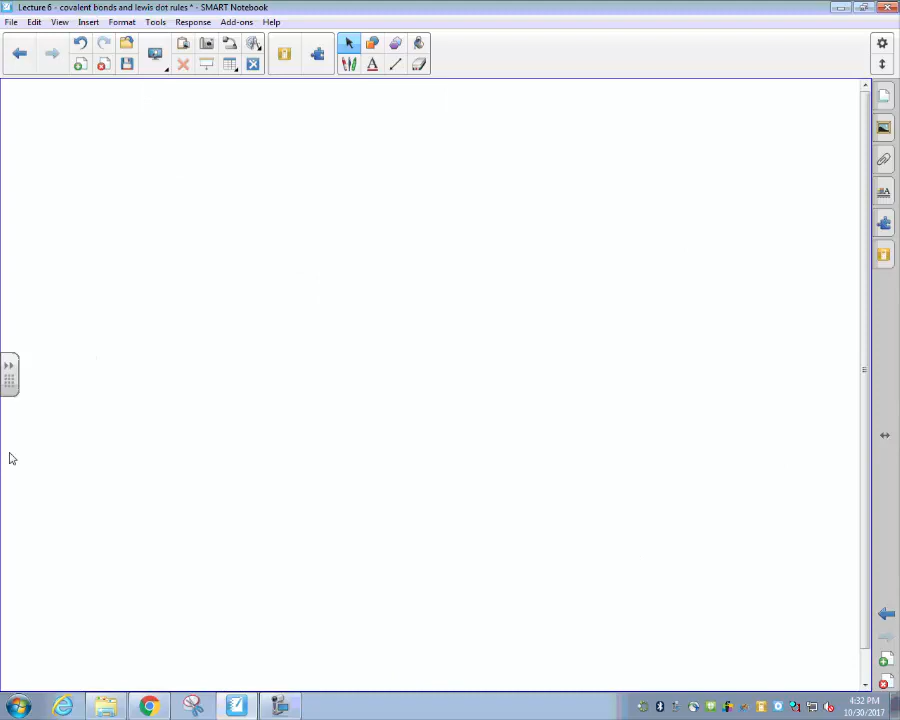 Lecture 6 - covalent bonds and lewis dot rules * - SMART Notebook
File Edit View Insert Format Tools Response Add-ons Help
4:32 PM
10/30/2017